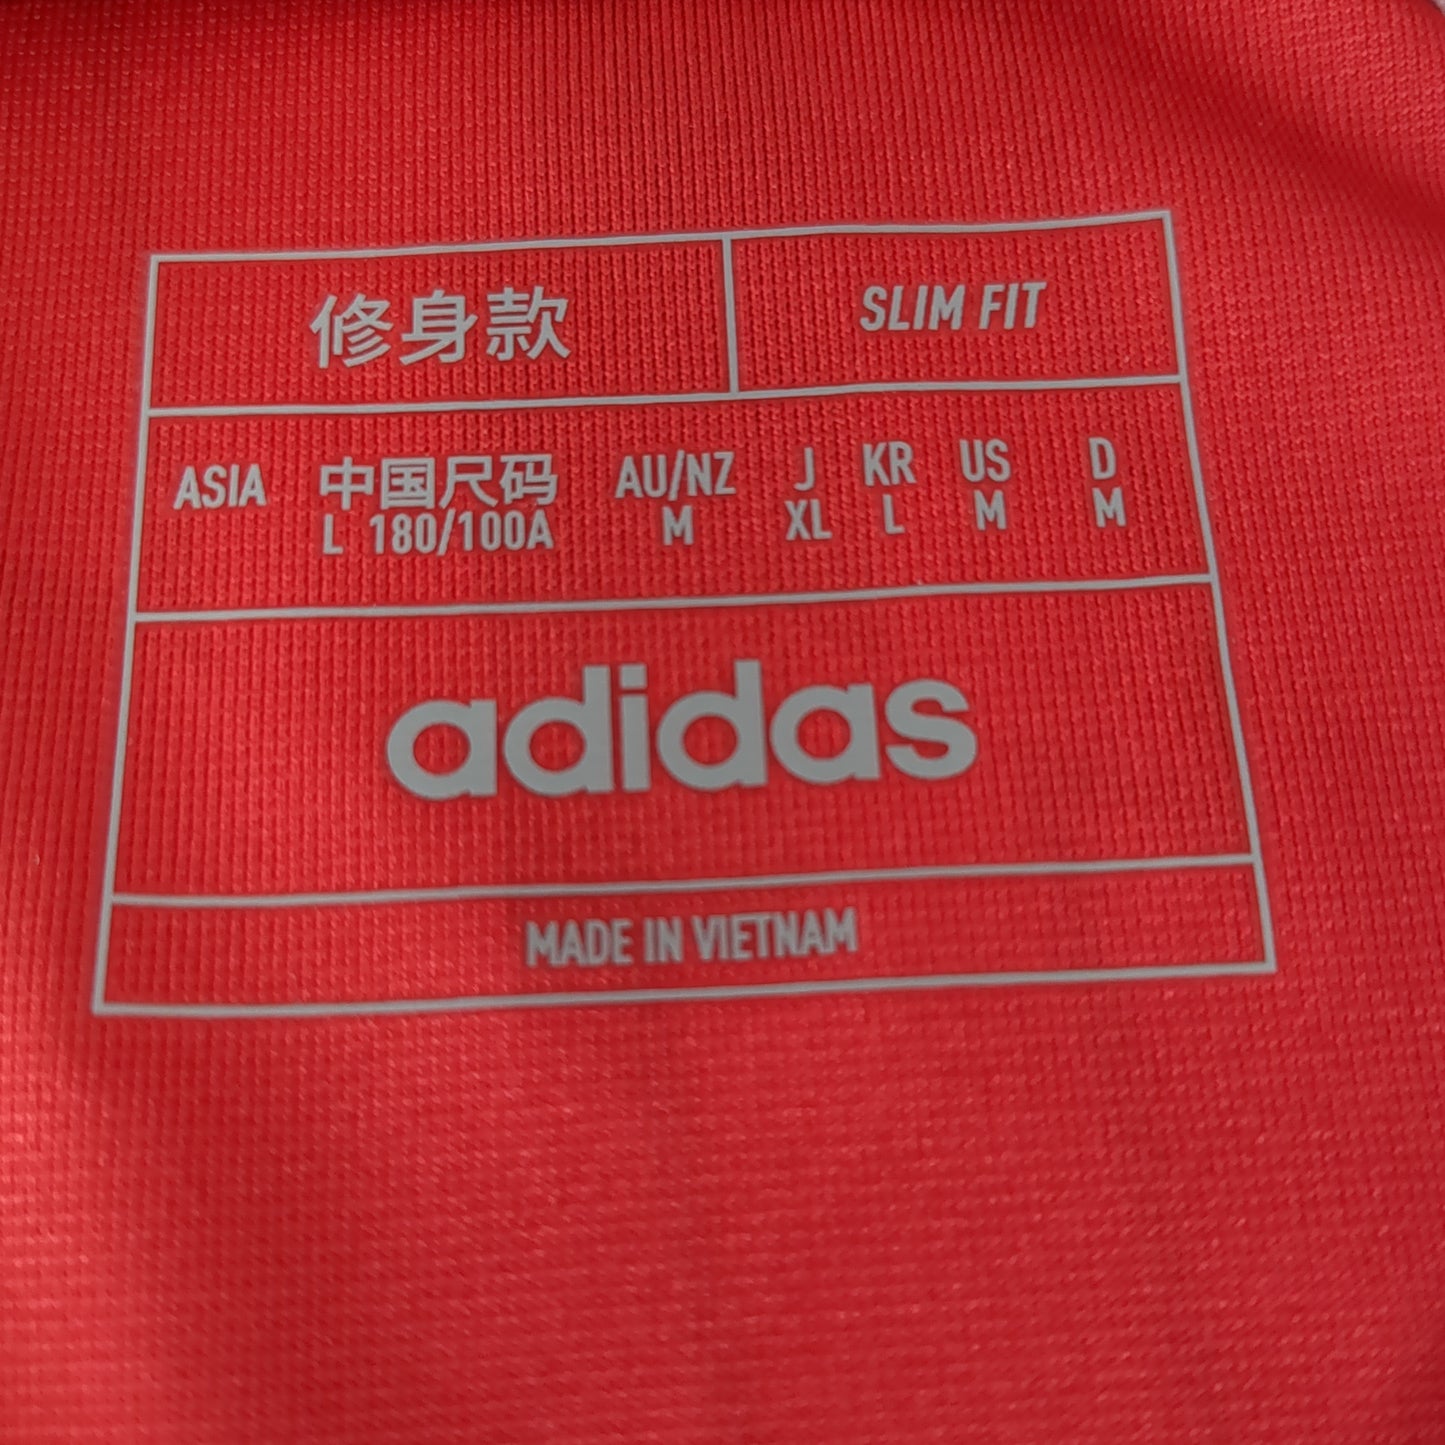 修身款 SLIM FIT
ASIA 中国尺码 AU/NZ J KR US D
L 180/100A M XL L M M
adidas
MADE IN VIETNAM